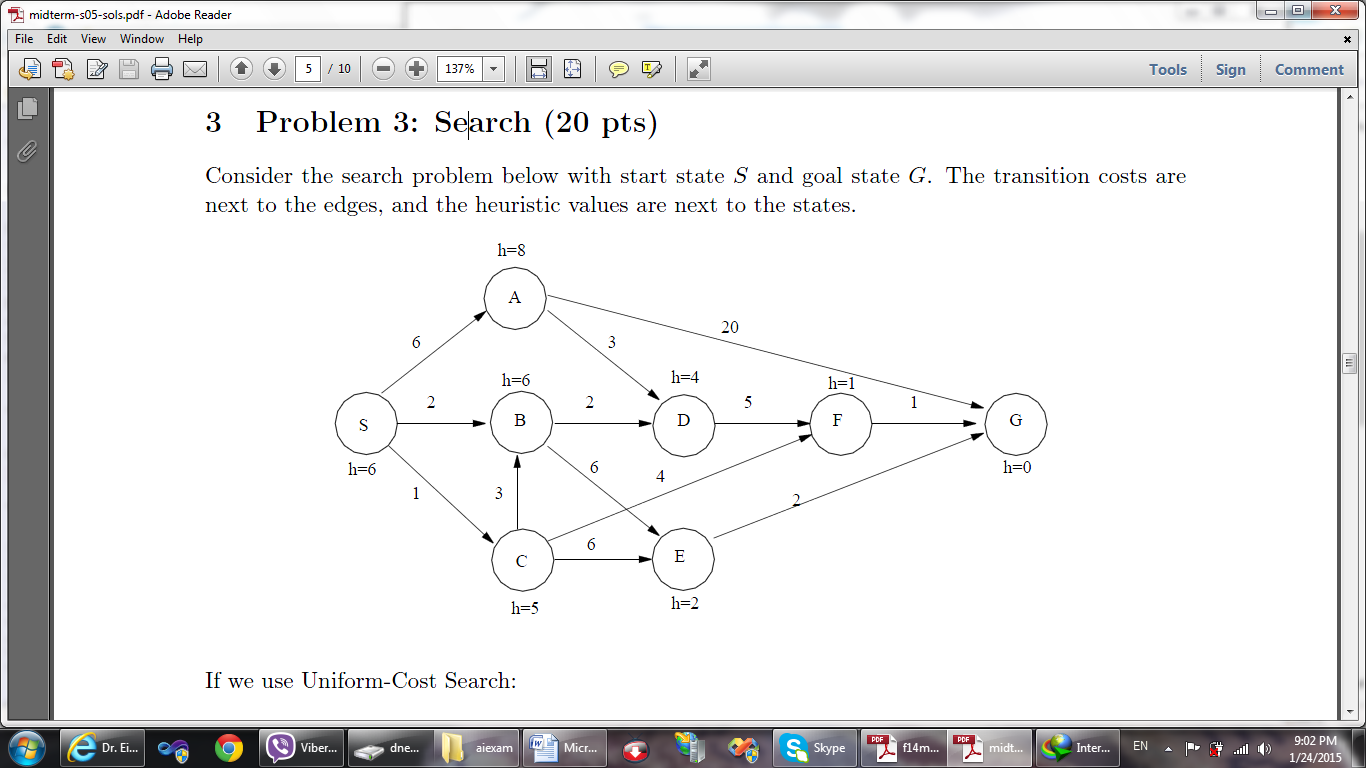 midterm-s05-sols.pdf - Adobe Reader
File Edit View Window Help
5 / 10 137% Tools Sign Comment
3 Problem 3: Search (20 pts)
Consider the search problem below with start state S and goal state G. The transition costs are
next to the edges, and the heuristic values are next to the states.
h=8
A
20
6 3
h=6 h=4 h=1
2 2 5 1
S B D F G
h=6 6 4 h=0
1 3 2
6
C E
h=5 h=2
If we use Uniform-Cost Search:
Dr. Ei... Viber... dne... aiexam Micr... Skype f14m... midt... Inter... EN 9:02 PM
1/24/2015